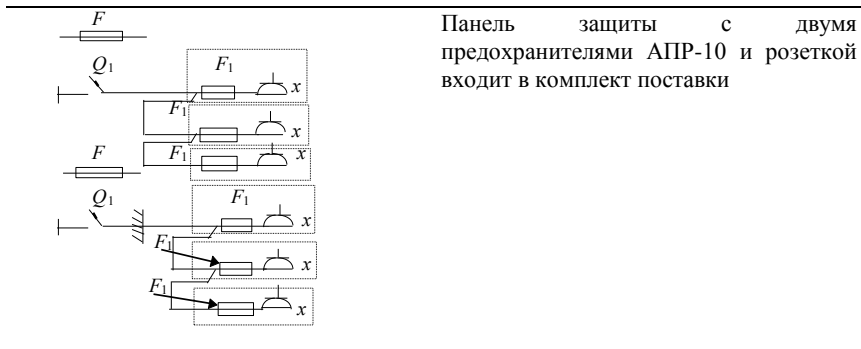 F
Q1
F1
x
F1
x
F
F1
x
Q1
F1
x
F1
x
F1
x
Панель защиты с двумя
предохранителями АПР-10 и розеткой
входит в комплект поставки